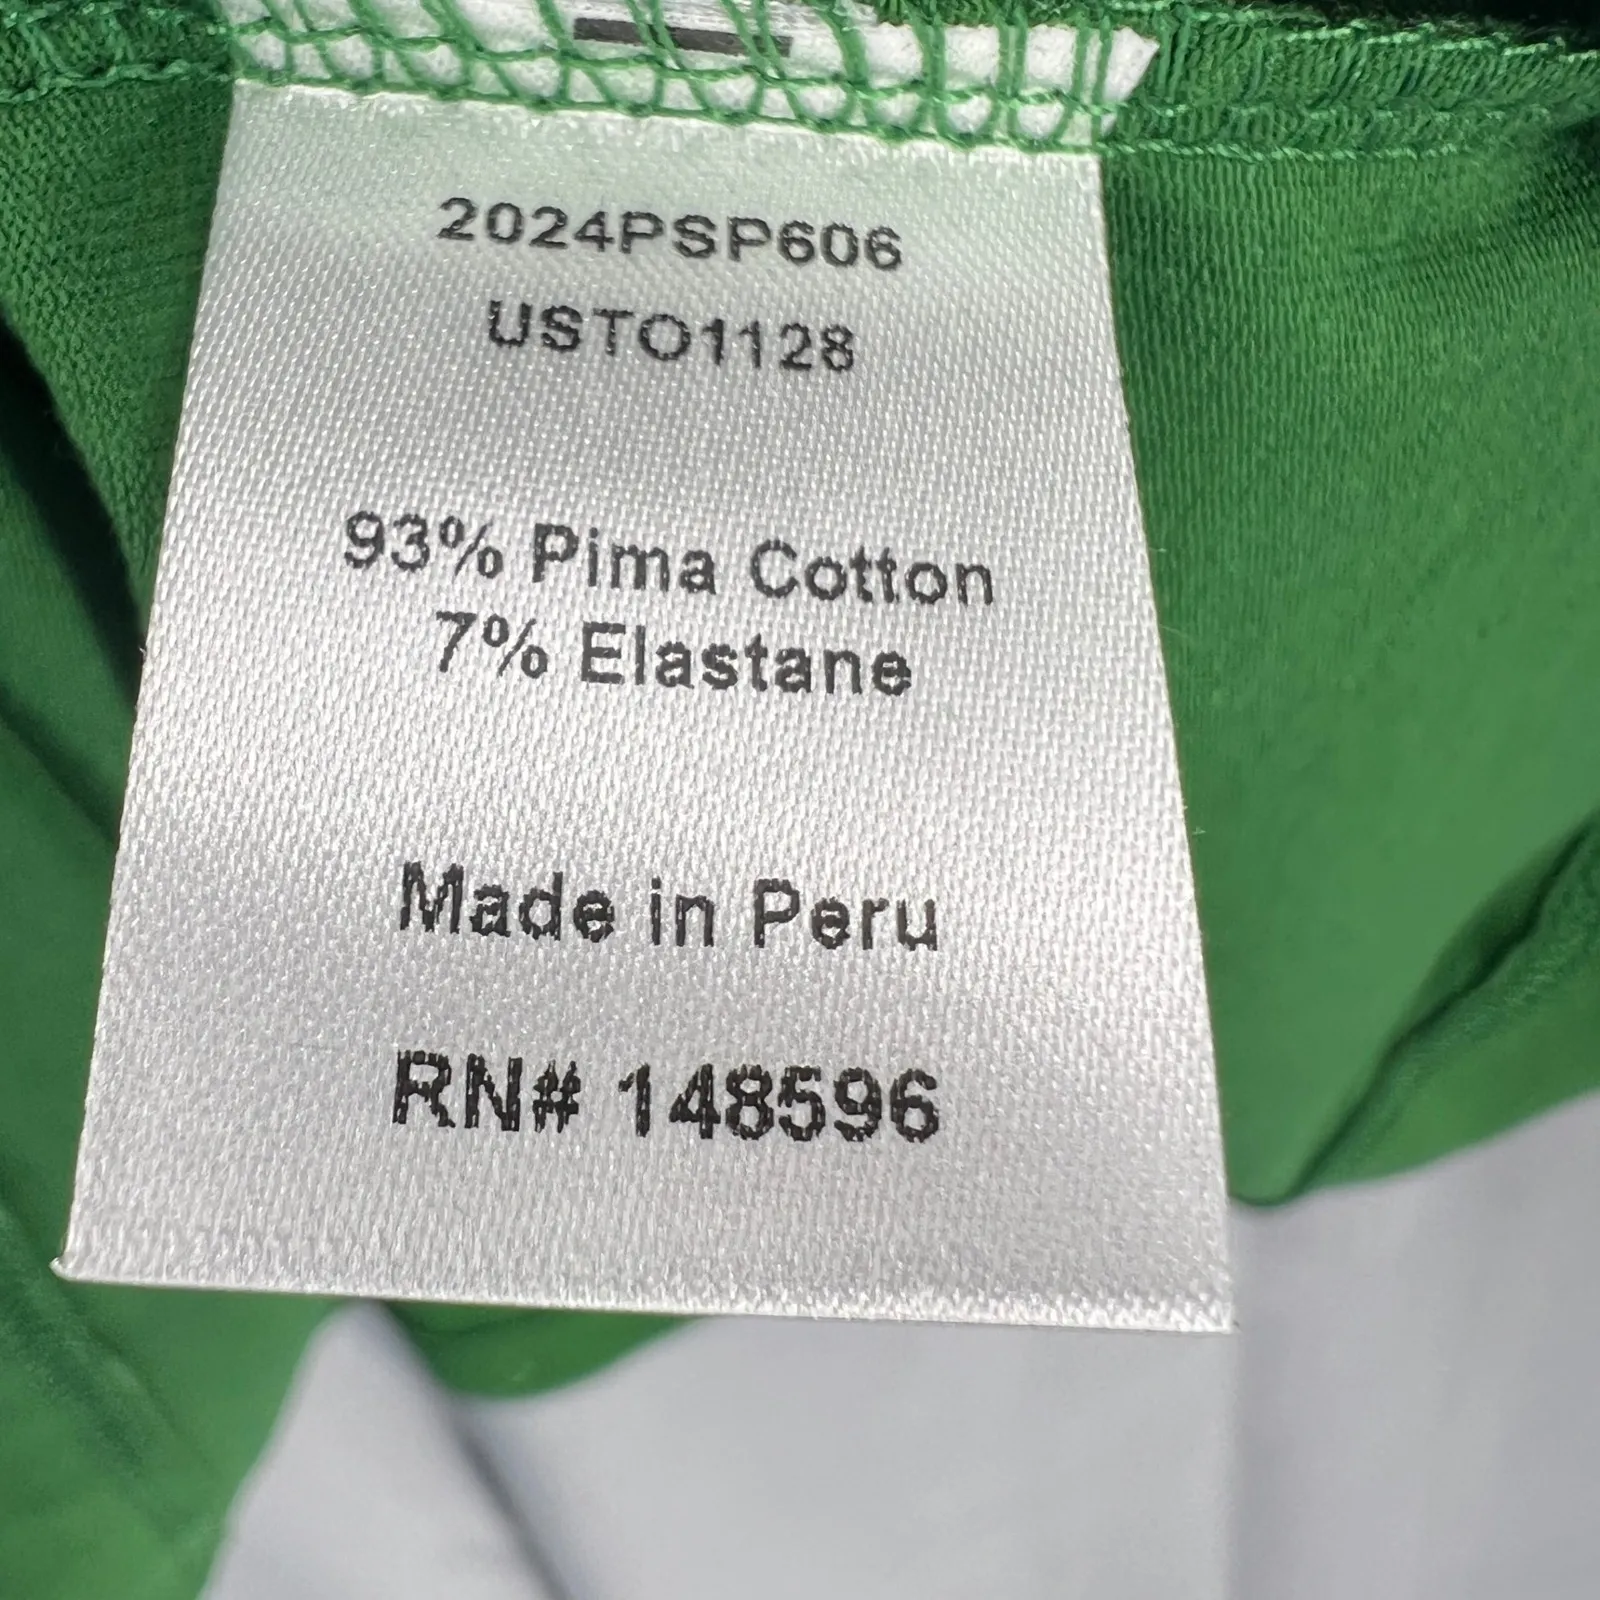 2024PSP606
USTO1128
93% Pima Cotton
7% Elastane
Made in Peru
RN# 148596